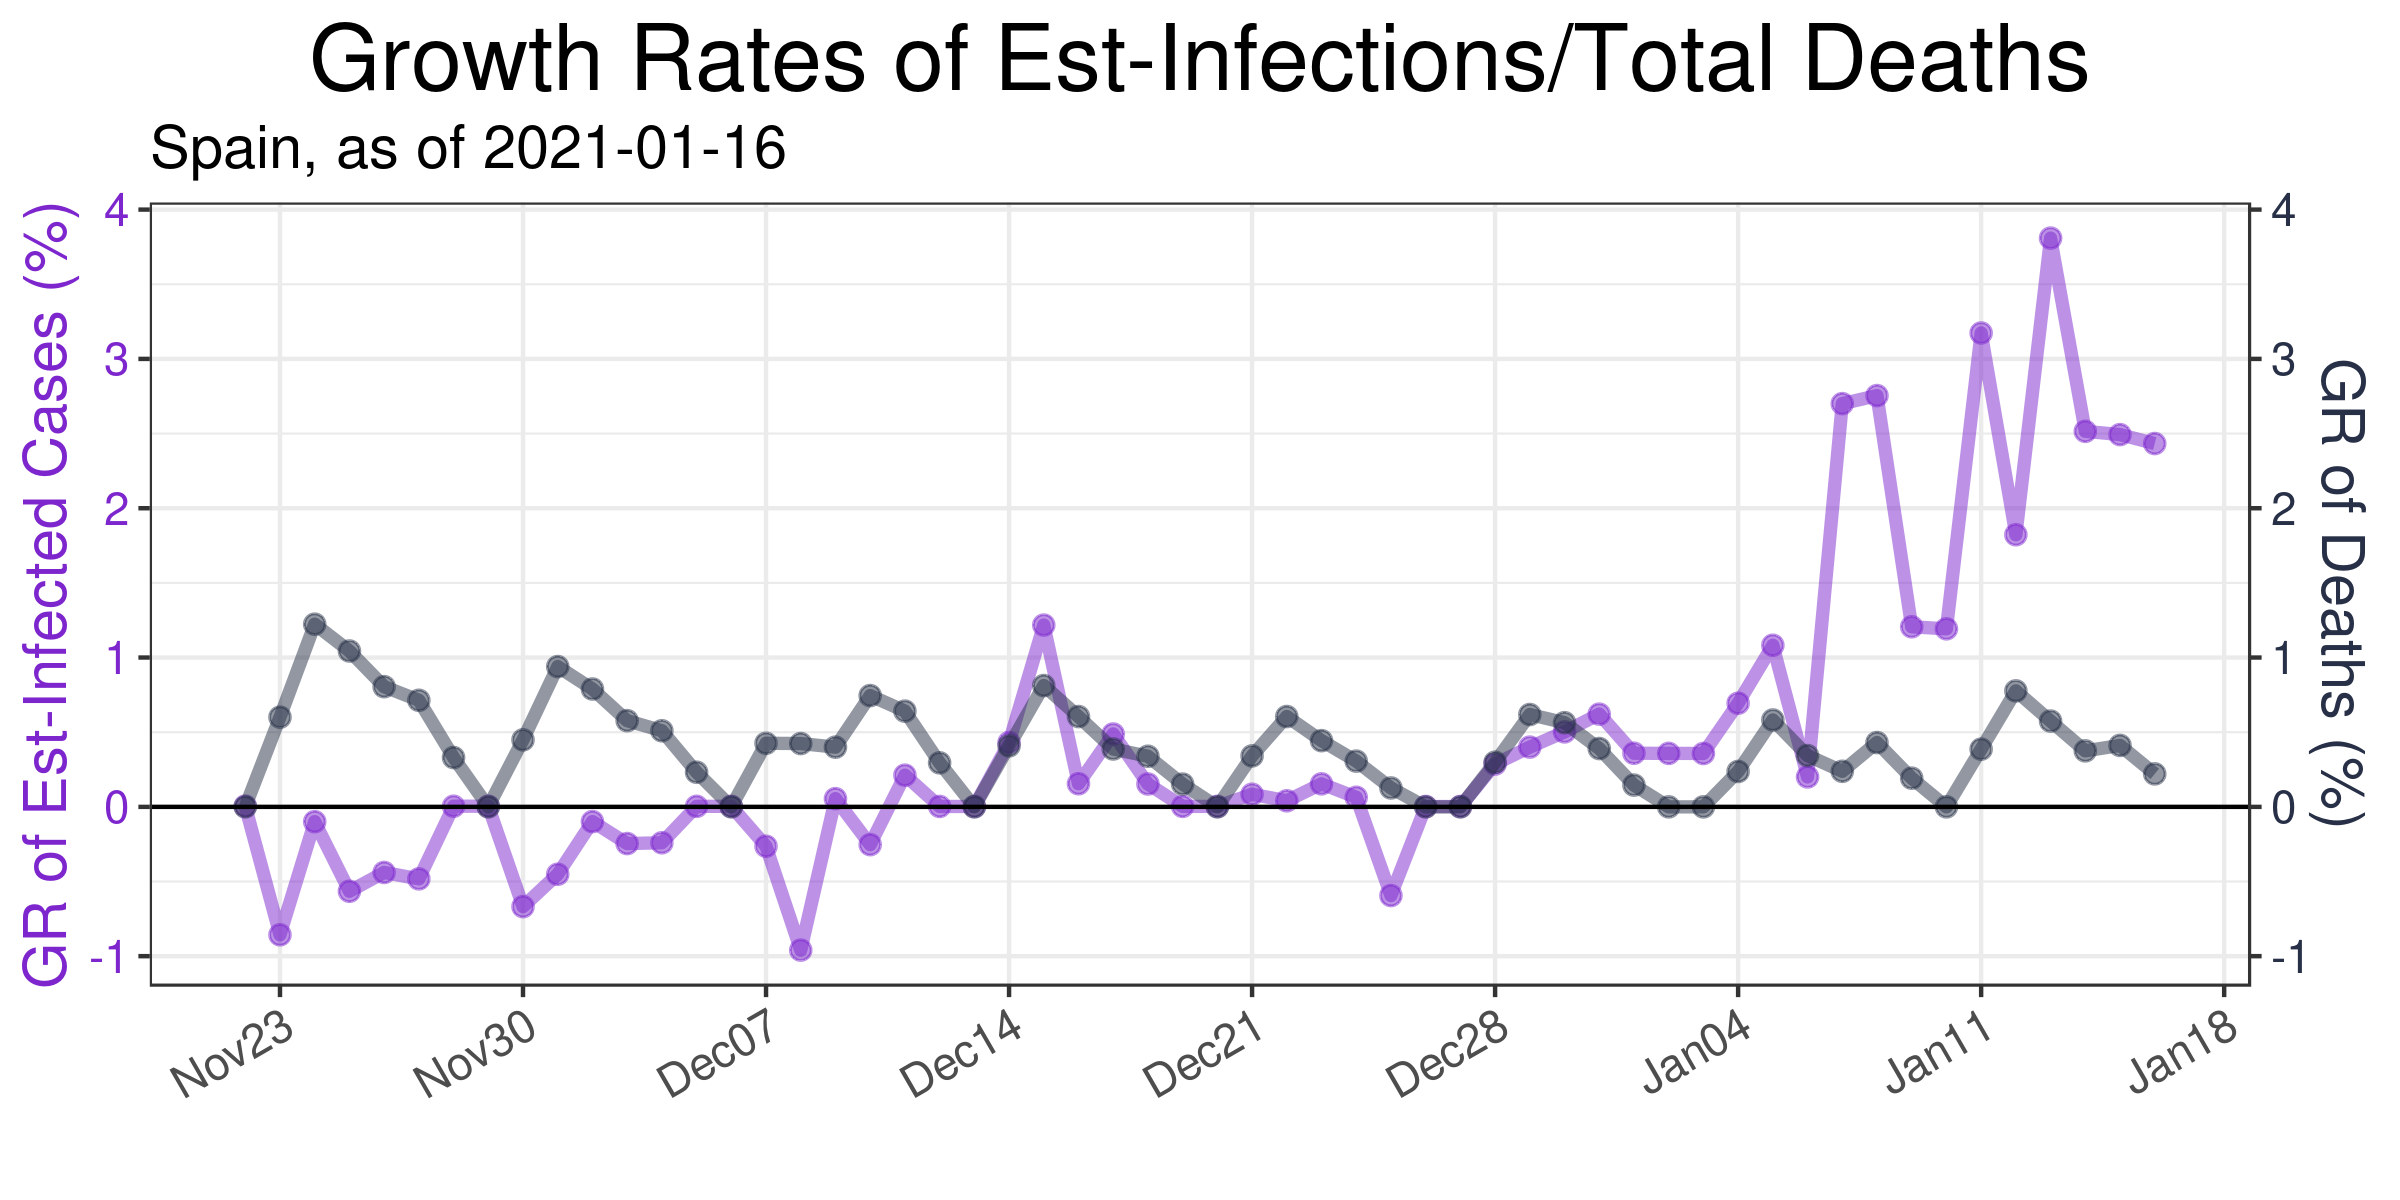 Growth Rates of Est-Infections/Total Deaths
Spain, as of 2021-01-16
GR of Est-Infected Cases (%)
4
3
2
1
0
-1
4
3
2
1
0
-1
GR of Deaths (%)
Nov23
Nov30
Dec07
Dec14
Dec21
Dec28
Jan04
Jan11
Jan18